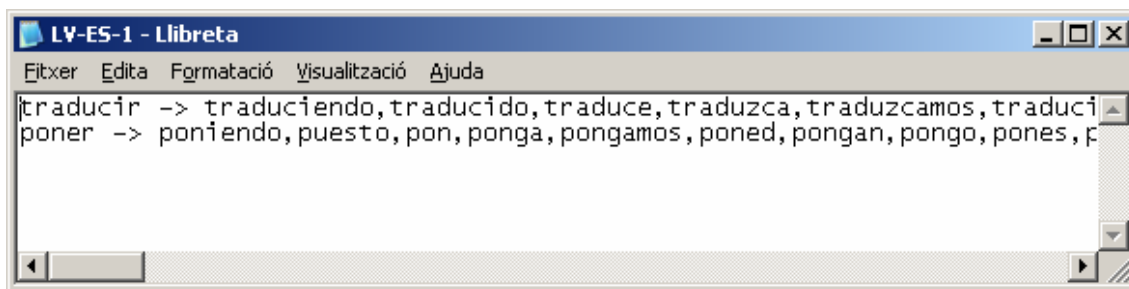 LV-ES-1 - Llibreta
Fitxer Edita Formatació Visualització Ajuda
traducir -> traduciendo,traducido,traduce,traduzca,traduzcamos,traduci
poner -> poniendo,puesto,pon,ponga,pongamos,poned,pongan,pongo,pones,p